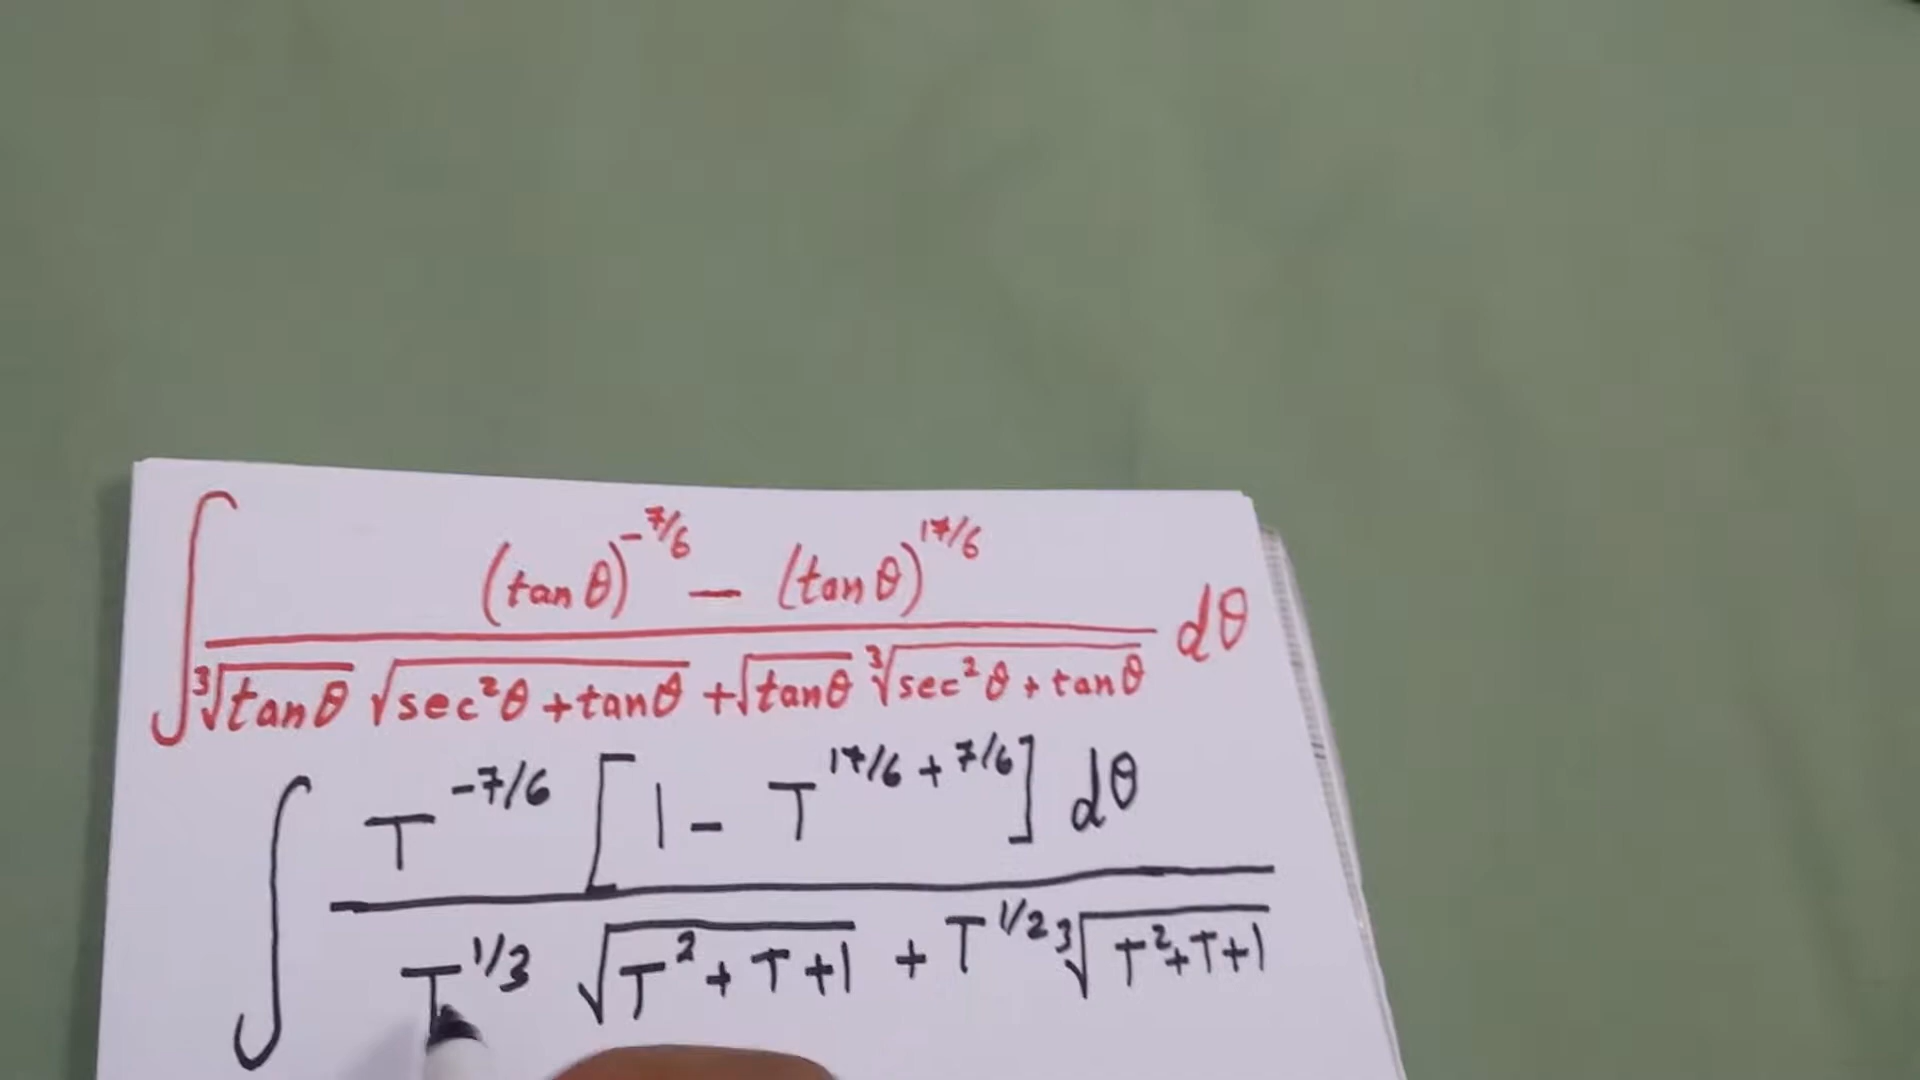 ∫ (tan θ)^{-7/6} − (tan θ)^{17/6} / ∛(tan θ) √(sec²θ + tan θ) + √(tan θ) ∛(sec²θ + tan θ) dθ
∫ T^{-7/6} [1 − T^{17/6 + 7/6}] dθ / T^{1/3} √(T² + T + 1) + T^{1/2} ∛(T² + T + 1)